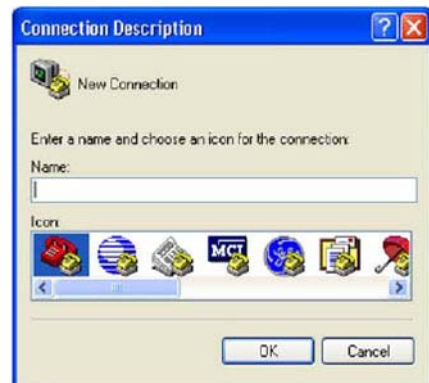 Connection Description
New Connection
Enter a name and choose an icon for the connection:
Name:
Icon:
MCI
OK
Cancel